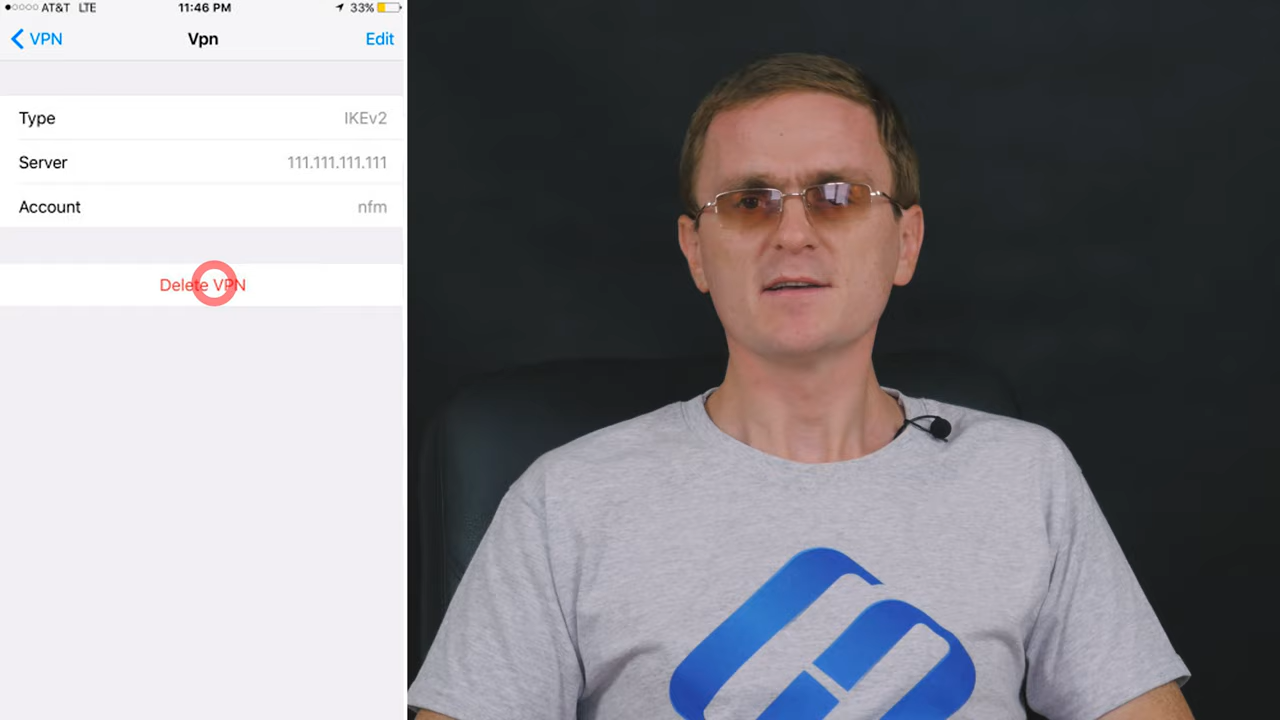 AT&T LTE 11:46 PM 33%
VPN Vpn Edit
Type IKEv2
Server 111.111.111.111
Account nfm
Delete VPN